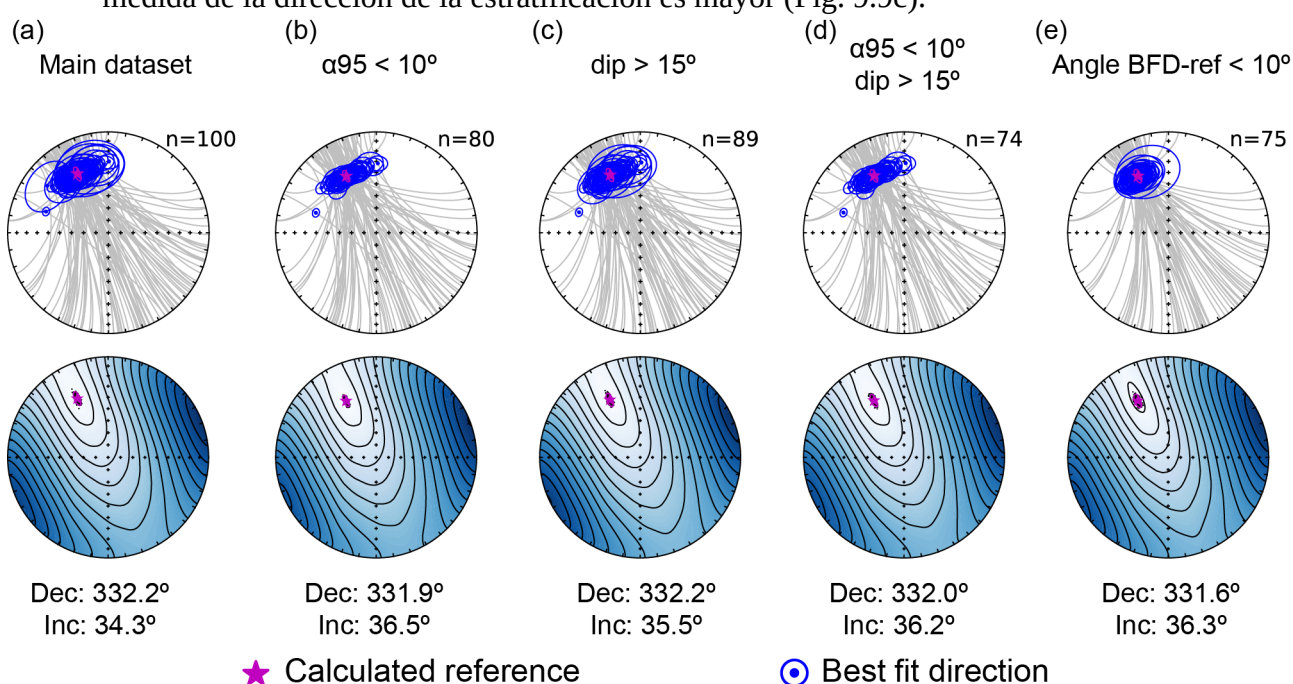 medida de la dirección de la estratificación es mayor (Fig. 9.9c).
(a) (b) (c) (d) (e)
Main dataset α95 < 10º dip > 15º α95 < 10º dip > 15º Angle BFD-ref < 10º
n=100 n=80 n=89 n=74 n=75
Dec: 332.2º Dec: 331.9º Dec: 332.2º Dec: 332.0º Dec: 331.6º
Inc: 34.3º Inc: 36.5º Inc: 35.5º Inc: 36.2º Inc: 36.3º
Calculated reference Best fit direction